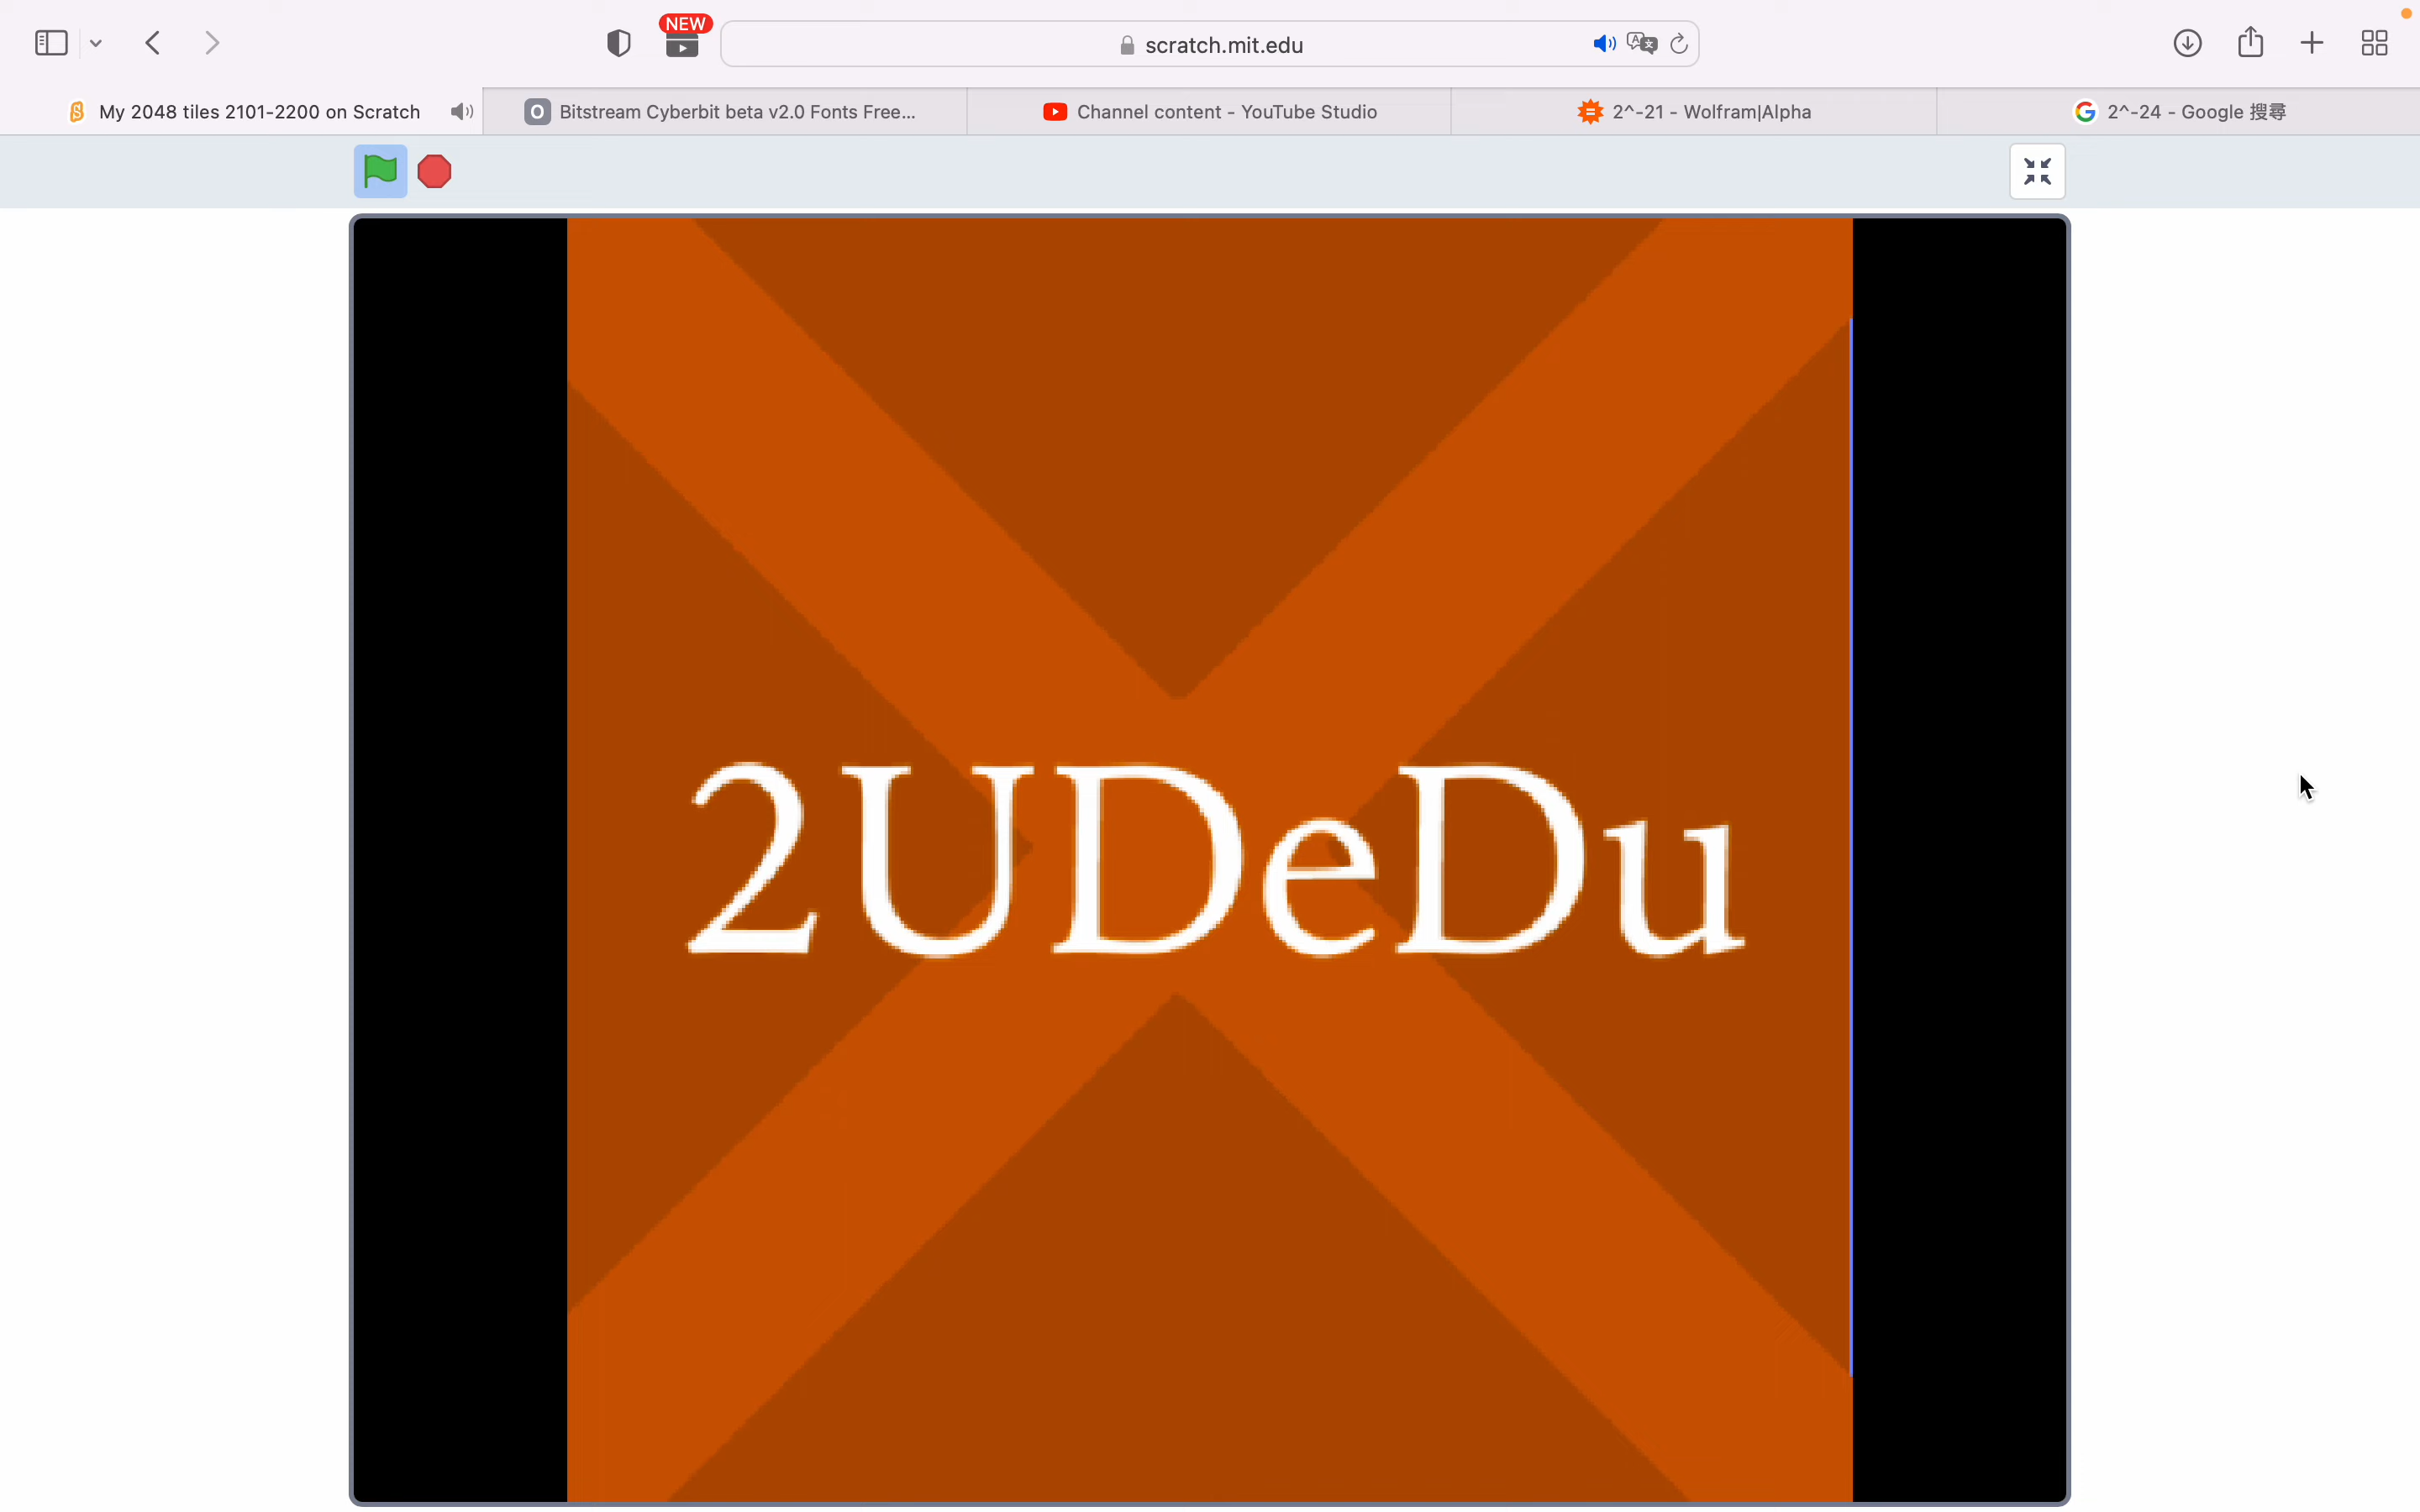 NEW
scratch.mit.edu
My 2048 tiles 2101-2200 on Scratch
O Bitstream Cyberbit beta v2.0 Fonts Free...
Channel content - YouTube Studio
2^-21 - Wolfram|Alpha
2^-24 - Google 搜尋
2UDeDu